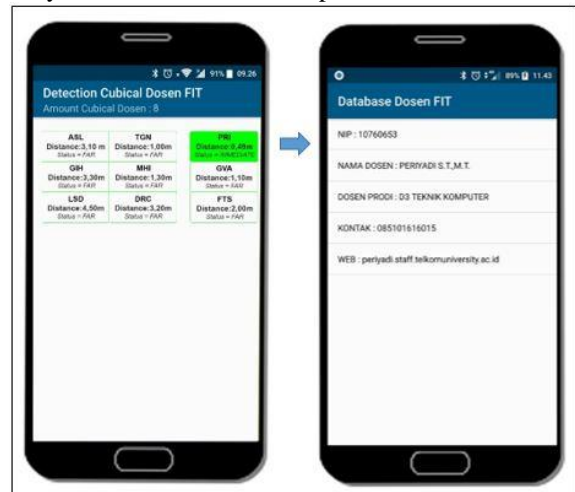 91% 09.26
Detection Cubical Dosen FIT
Amount Cubical Dosen : 8
ASL
Distance:3,10 m
Status = FAR
TGN
Distance:1,00m
Status = FAR
PRI
Distance:0,49m
Status = IMMEDIATE
GIH
Distance:3,30m
Status = FAR
MHI
Distance:1,30m
Status = FAR
GVA
Distance:1,10m
Status = FAR
LSD
Distance:4,50m
Status = FAR
DRC
Distance:3,20m
Status = FAR
FTS
Distance:2,00m
Status = FAR
89% 11.43
Database Dosen FIT
NIP : 10760653
NAMA DOSEN : PERIYADI S.T.,M.T.
DOSEN PRODI : D3 TEKNIK KOMPUTER
KONTAK : 085101616015
WEB : periyadi.staff.telkomuniversity.ac.id